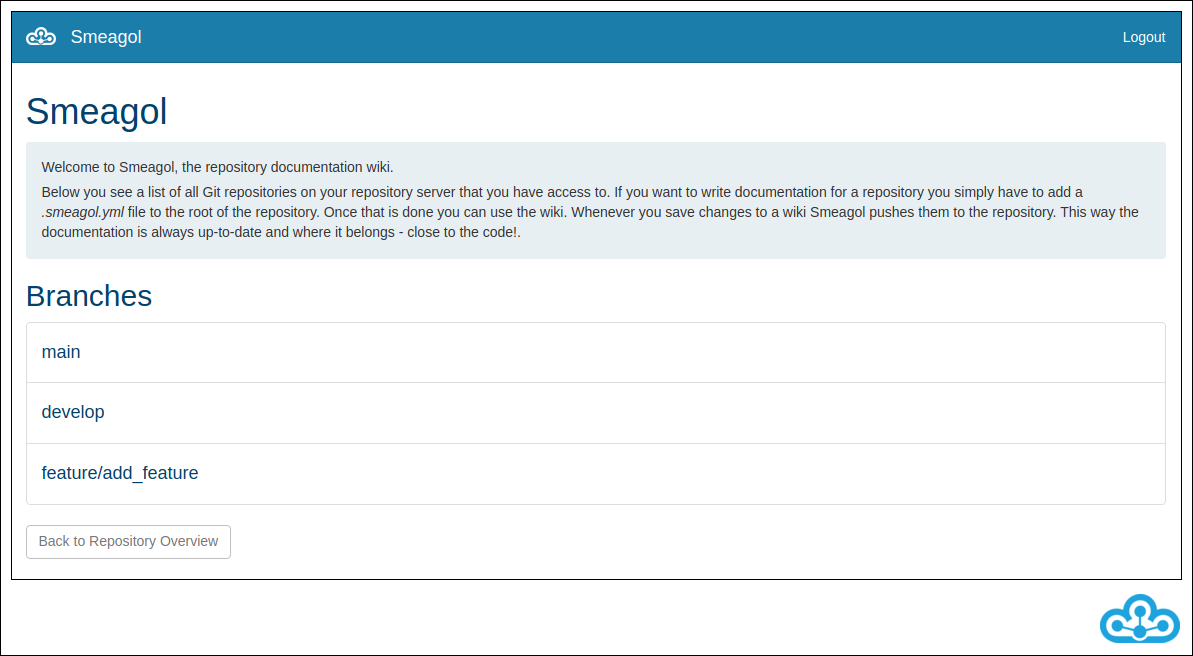 Smeagol
Logout
Smeagol
Welcome to Smeagol, the repository documentation wiki.
Below you see a list of all Git repositories on your repository server that you have access to. If you want to write documentation for a repository you simply have to add a
.smeagol.yml file to the root of the repository. Once that is done you can use the wiki. Whenever you save changes to a wiki Smeagol pushes them to the repository. This way the
documentation is always up-to-date and where it belongs - close to the code!.
Branches
main
develop
feature/add_feature
Back to Repository Overview